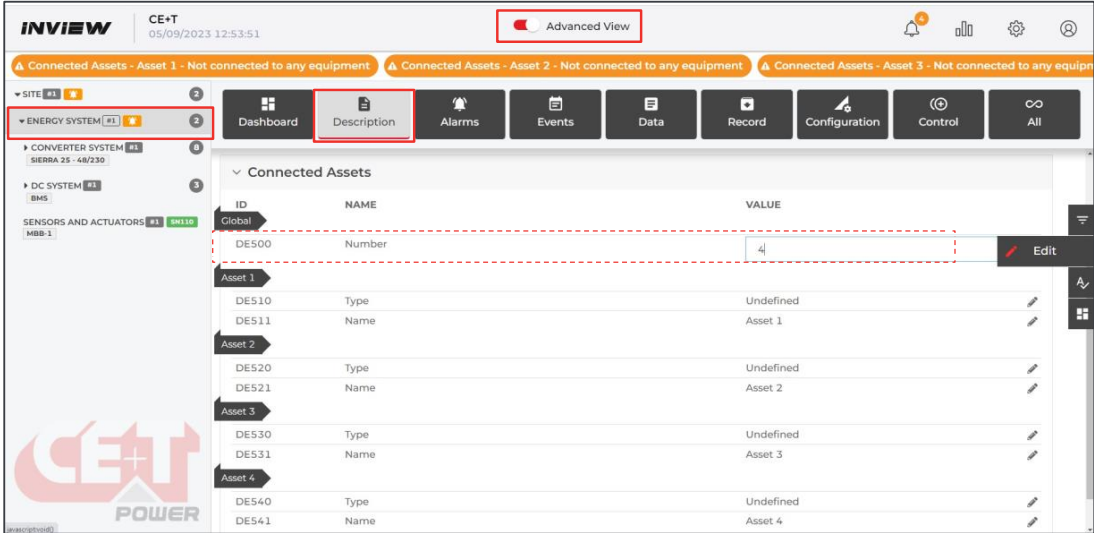 INVIEW
CE+T
05/09/2023 12:53:51
Advanced View
4
Connected Assets - Asset 1 - Not connected to any equipment
Connected Assets - Asset 2 - Not connected to any equipment
Connected Assets - Asset 3 - Not connected to any equipm
SITE #1 2
ENERGY SYSTEM #1 2
CONVERTER SYSTEM #1 8
SIERRA 25 - 48/230
DC SYSTEM #1 3
BMS
SENSORS AND ACTUATORS #1 SN110
MBB-1
Dashboard
Description
Alarms
Events
Data
Record
Configuration
Control
All
Connected Assets
ID NAME VALUE
Global
DE500 Number 4
Edit
Asset 1
DE510 Type Undefined
DE511 Name Asset 1
Asset 2
DE520 Type Undefined
DE521 Name Asset 2
Asset 3
DE530 Type Undefined
DE531 Name Asset 3
Asset 4
DE540 Type Undefined
DE541 Name Asset 4
CE+T
POWER
javascript:void()